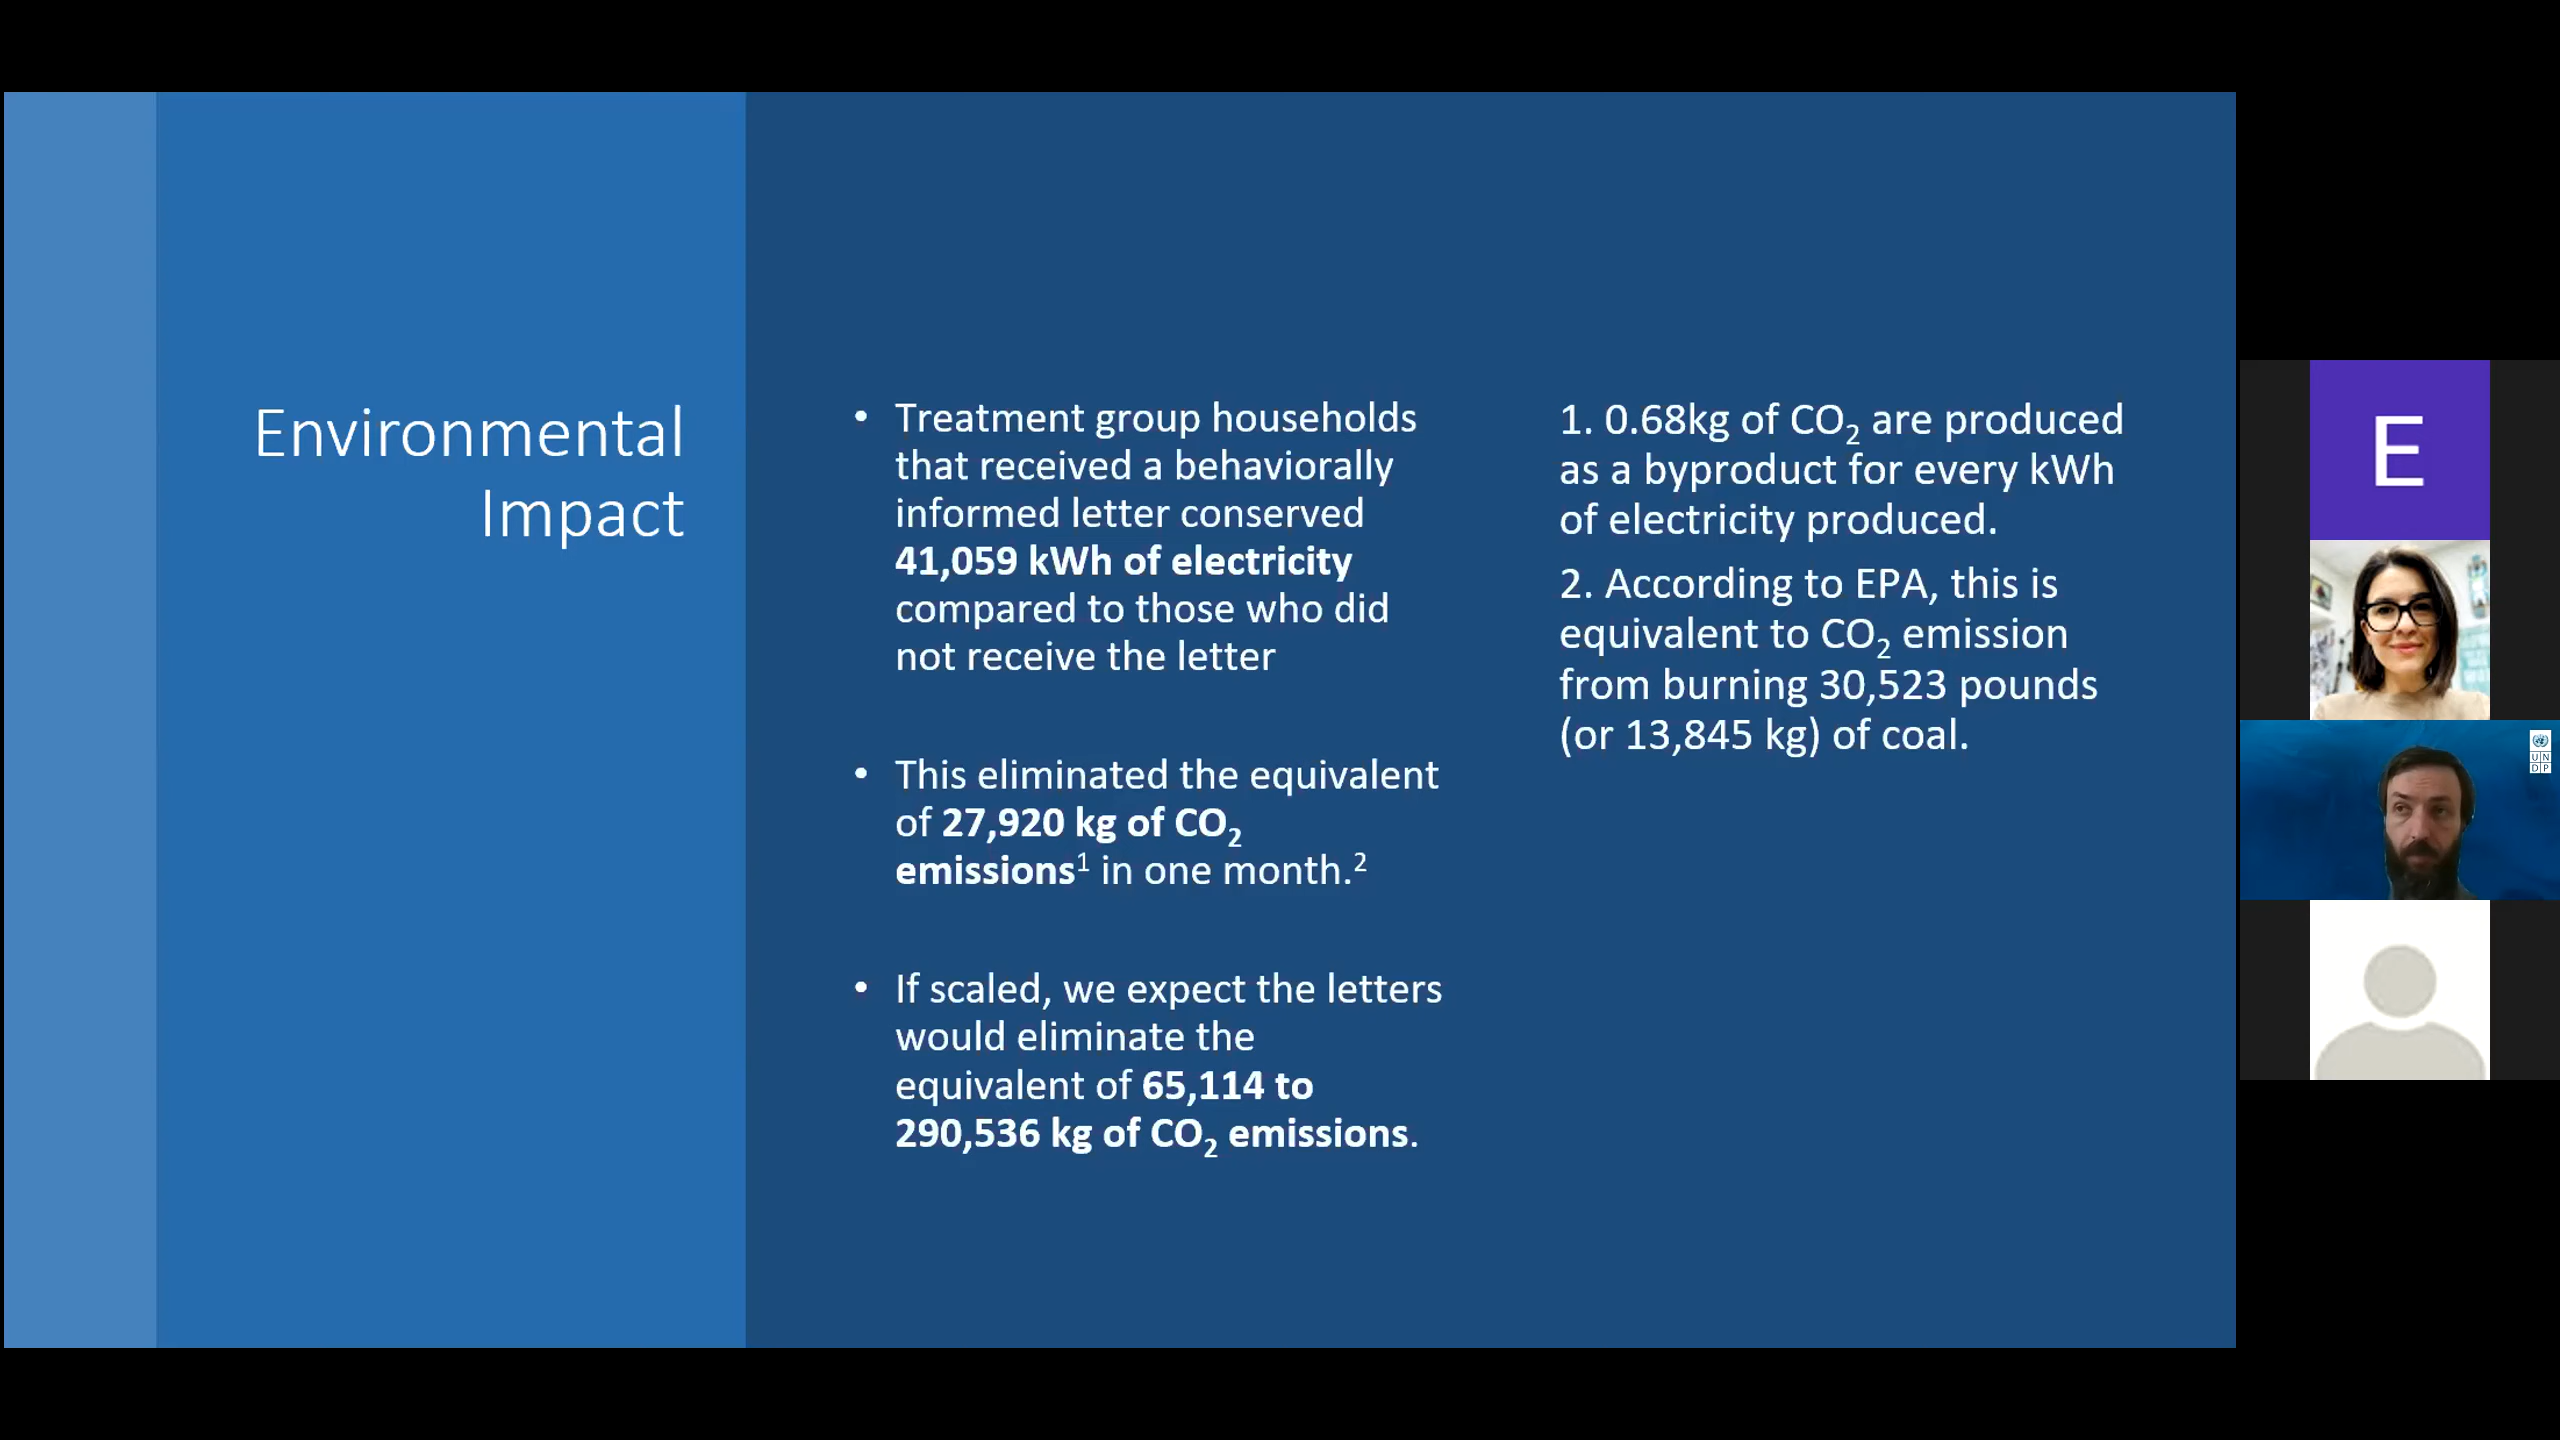 Environmental
Impact
• Treatment group households
that received a behaviorally
informed letter conserved
41,059 kWh of electricity
compared to those who did
not receive the letter
• This eliminated the equivalent
of 27,920 kg of CO₂
emissions¹ in one month.²
• If scaled, we expect the letters
would eliminate the
equivalent of 65,114 to
290,536 kg of CO₂ emissions.
1. 0.68kg of CO₂ are produced
as a byproduct for every kWh
of electricity produced.
2. According to EPA, this is
equivalent to CO₂ emission
from burning 30,523 pounds
(or 13,845 kg) of coal.
E
U N
D P